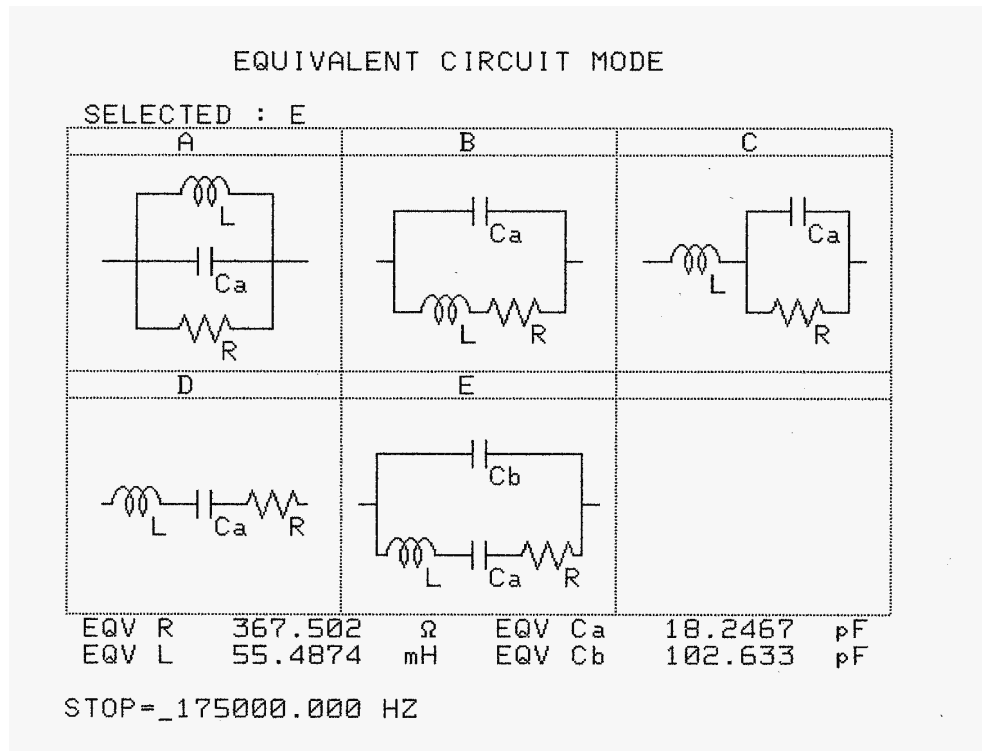 EQUIVALENT CIRCUIT MODE
SELECTED : E
A B C
L
Ca
R
Ca
L R
Ca
L
R
D E
L Ca R
Cb
L Ca R
EQV R 367.502 Ω EQV Ca 18.2467 pF
EQV L 55.4874 mH EQV Cb 102.633 pF
STOP=_175000.000 HZ